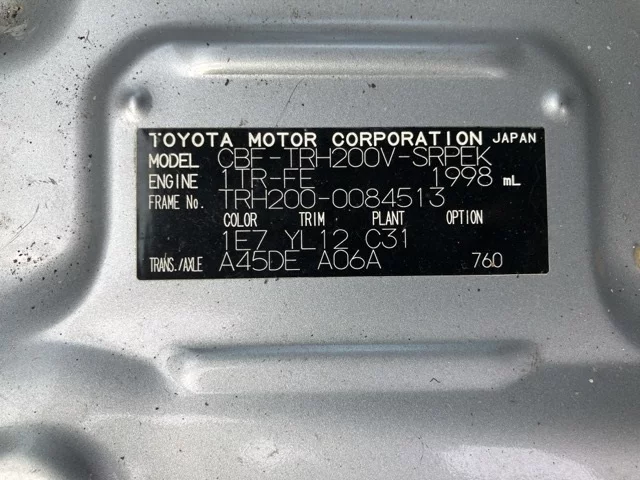 TOYOTA MOTOR CORPORATION JAPAN
MODEL CBF-TRH200V-SRPEK
ENGINE 1TR-FE 1998 mL
FRAME No. TRH200-0084513
COLOR TRIM PLANT OPTION
1E7 YL12 C31
TRANS./AXLE A45DE A06A 760